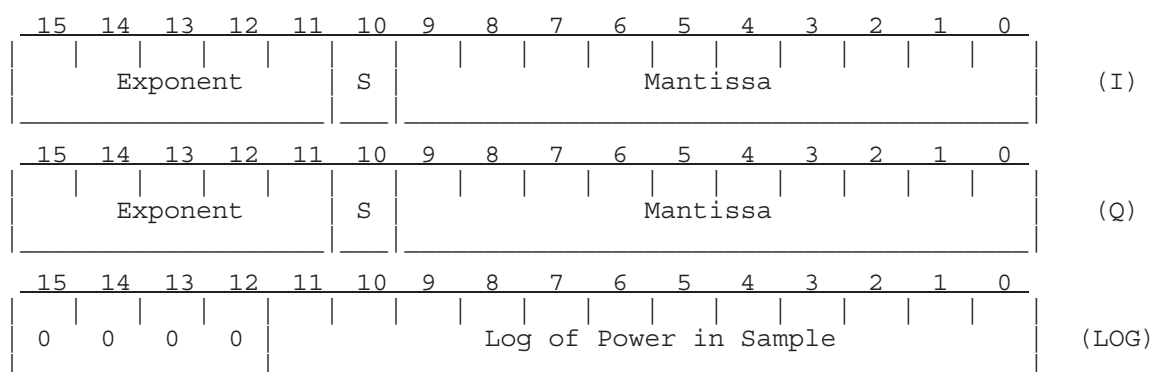 15 14 13 12 11 10 9 8 7 6 5 4 3 2 1 0
Exponent S Mantissa (I)
15 14 13 12 11 10 9 8 7 6 5 4 3 2 1 0
Exponent S Mantissa (Q)
15 14 13 12 11 10 9 8 7 6 5 4 3 2 1 0
0 0 0 0 Log of Power in Sample (LOG)